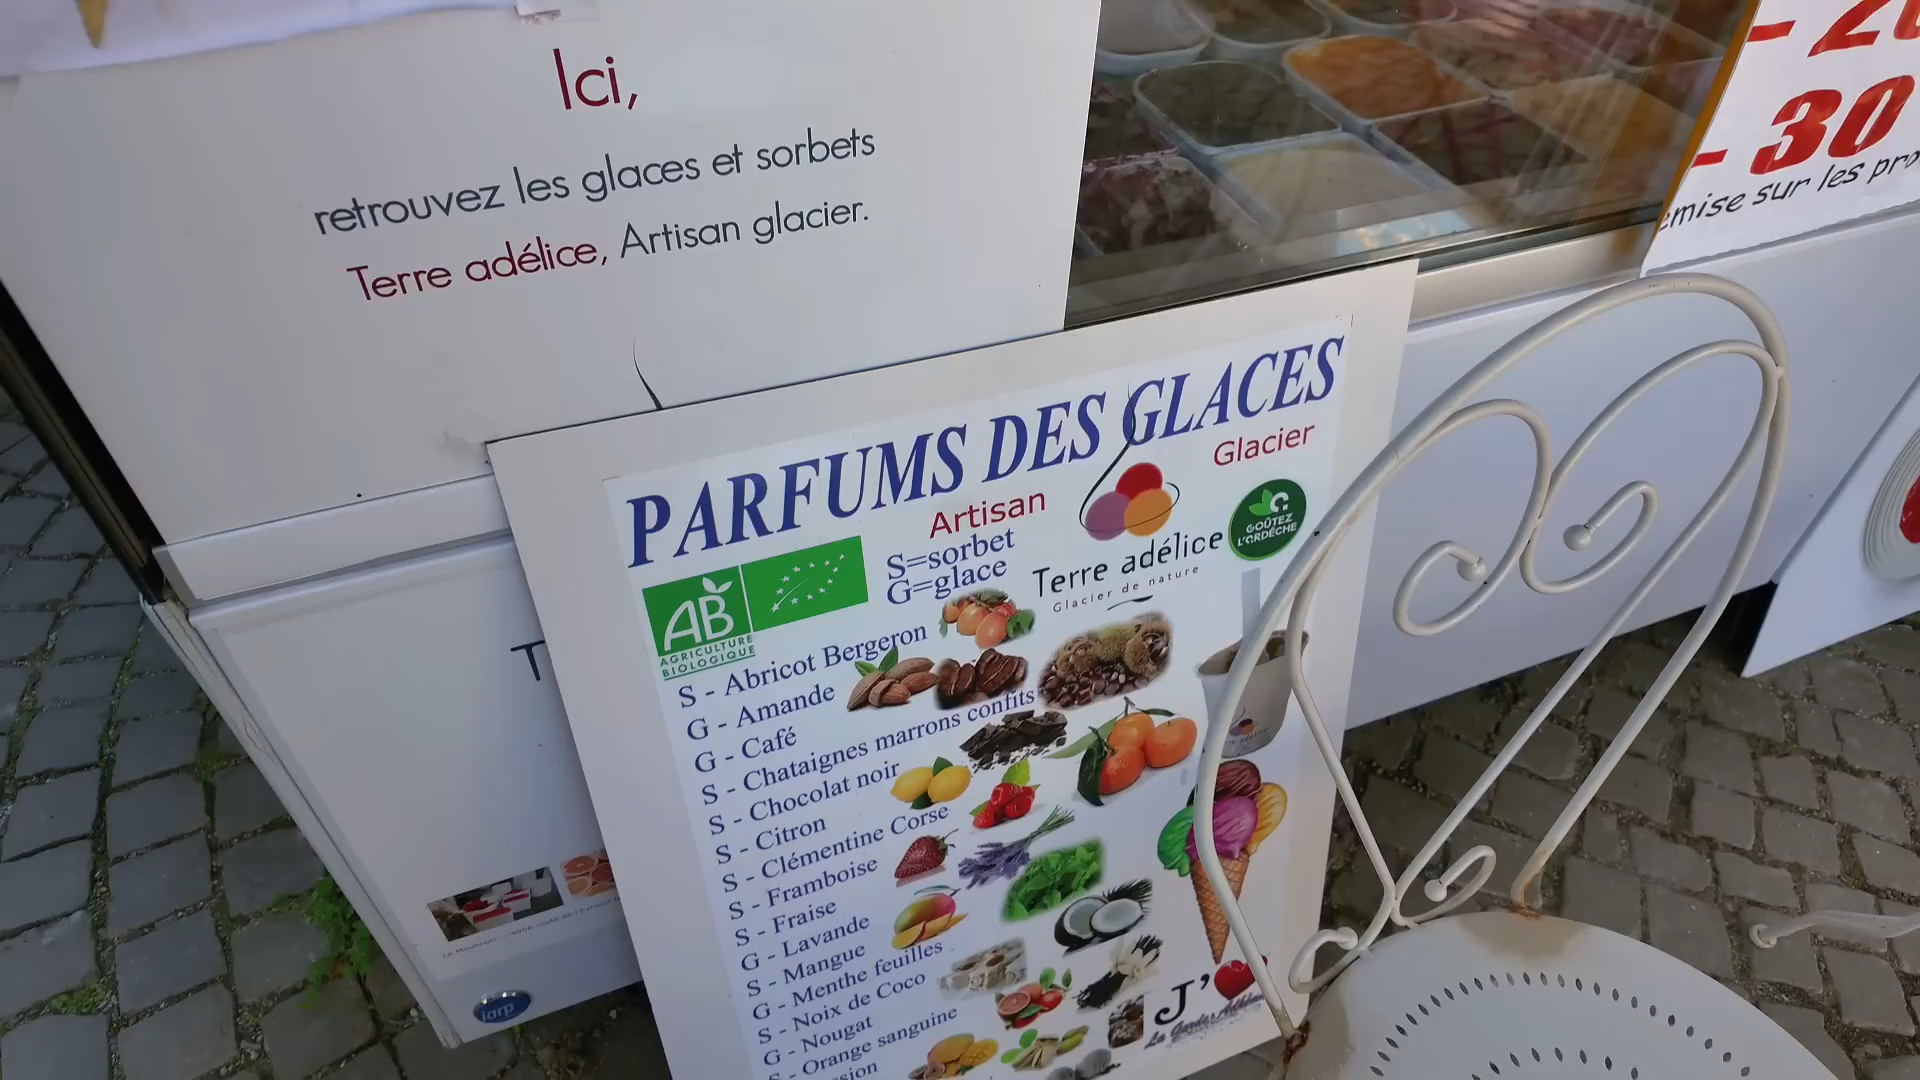 Ici,
retrouvez les glaces et sorbets
Terre adélice, Artisan glacier.
- 30
sur les
PARFUMS DES GLACES
Artisan
Glacier
S=sorbet
G=glace
Terre adélice
Glacier de nature
GOÛTEZ
L'ARDÈCHE
AB
AGRICULTURE
BIOLOGIQUE
S - Abricot Bergeron
G - Amande
G - Café
S - Chataignes marrons confits
S - Chocolat noir
S - Citron
S - Clémentine Corse
S - Framboise
S - Fraise
G - Lavande
S - Mangue
G - Menthe feuilles
S - Noix de Coco
G - Nougat
S - Orange sanguine
J'
iarp